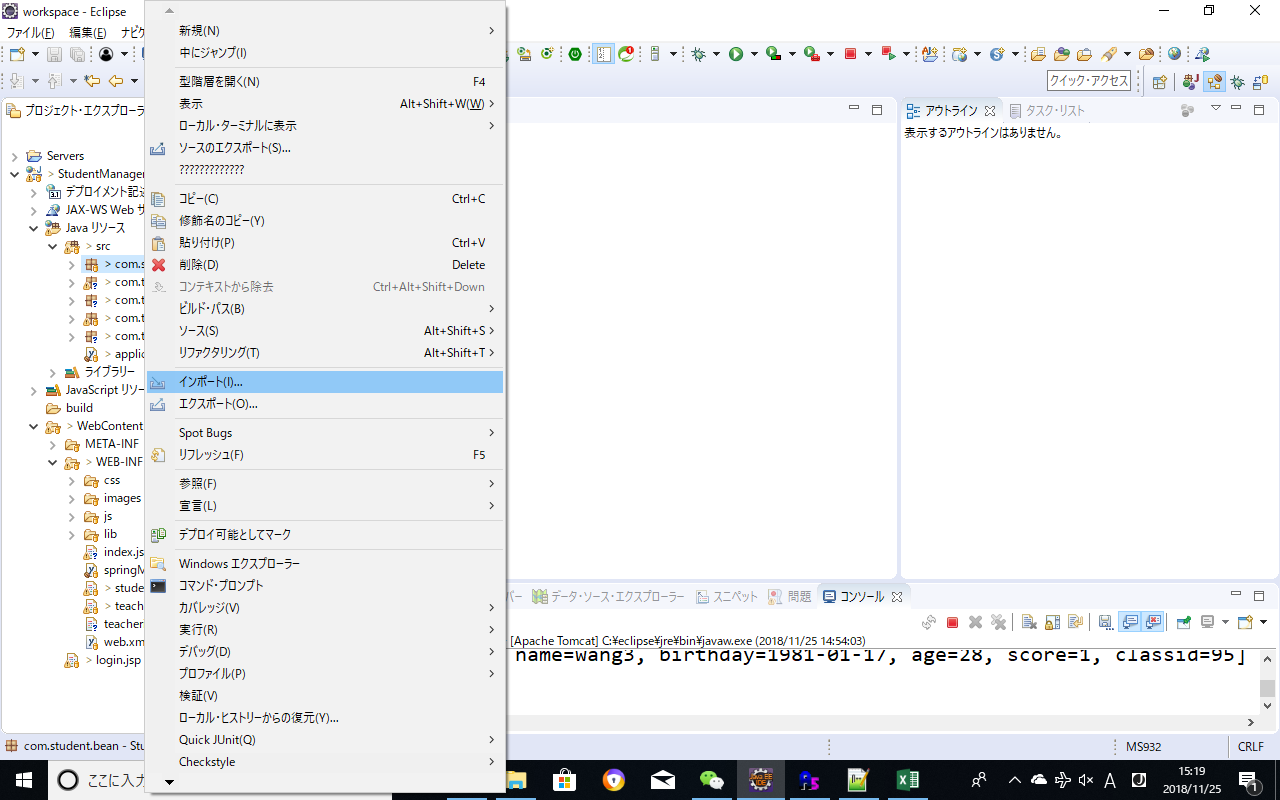 workspace - Eclipse
ファイル(F) 編集(E) ナビケ
クイック・アクセス
プロジェクト・エクスプローラ
Servers
> StudentManager
デプロイメント記述
JAX-WS Web サ
Java リソース
> src
> com.s
> com.t
> com.t
> com.t
> com.t
> applic
ライブラリー
JavaScript リソー
build
> WebContent
META-INF
> WEB-INF
css
images
js
lib
index.js
springM
> stude
> teach
teacher
web.xm
> login.jsp
新規(N)
中にジャンプ(I)
型階層を開く(N) F4
表示 Alt+Shift+W(W)
ローカル・ターミナルに表示
ソースのエクスポート(S)...
?????????????
コピー(C) Ctrl+C
修飾名のコピー(Y)
貼り付け(P) Ctrl+V
削除(D) Delete
コンテキストから除去 Ctrl+Alt+Shift+Down
ビルド・パス(B)
ソース(S) Alt+Shift+S
リファクタリング(T) Alt+Shift+T
インポート(I)...
エクスポート(O)...
Spot Bugs
リフレッシュ(F) F5
参照(F)
宣言(L)
デプロイ可能としてマーク
Windows エクスプローラー
コマンド・プロンプト
カバレッジ(V)
実行(R)
デバッグ(D)
プロファイル(P)
検証(V)
ローカル・ヒストリーからの復元(Y)...
Quick JUnit(Q)
Checkstyle
アウトライン タスク・リスト
表示するアウトラインはありません。
バー データ・ソース・エクスプローラー スニペット 問題 コンソール
[Apache Tomcat] C:¥eclipse¥jre¥bin¥javaw.exe (2018/11/25 14:54:03)
name=wang3, birthday=1981-01-17, age=28, score=1, classid=95]
com.student.bean - Stu
MS932 CRLF
ここに入力
A
15:19
2018/11/25
1